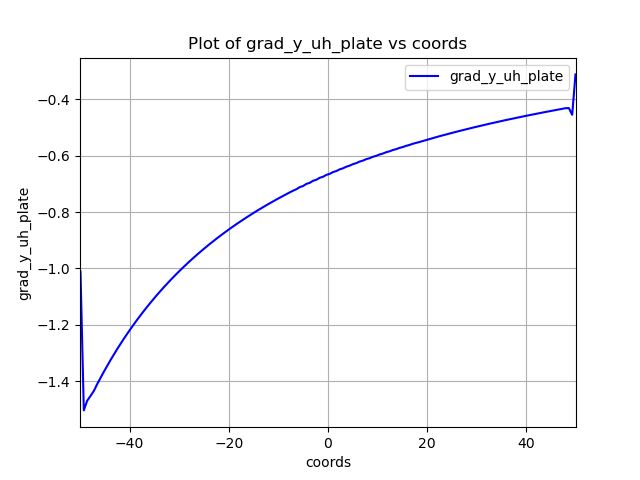 Plot of grad_y_uh_plate vs coords
grad_y_uh_plate
−0.4
−0.6
−0.8
−1.0
−1.2
−1.4
grad_y_uh_plate
−40
−20
0
20
40
coords